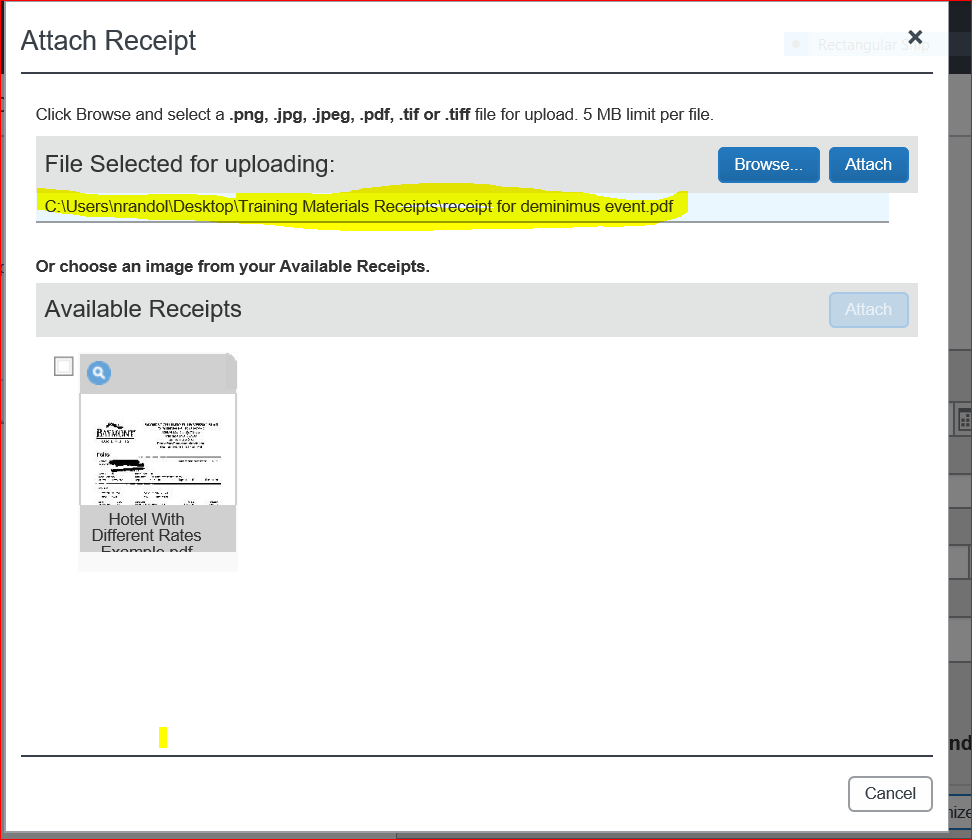 Attach Receipt
Rectangular Snip
Click Browse and select a .png, .jpg, .jpeg, .pdf, .tif or .tiff file for upload. 5 MB limit per file.
File Selected for uploading:
Browse...
Attach
C:\Users\nrandol\Desktop\Training Materials Receipts\receipt for deminimus event.pdf
Or choose an image from your Available Receipts.
Available Receipts
Attach
BAYMONT
Folio
Hotel With
Different Rates
Example.pdf
nd
nize
Cancel